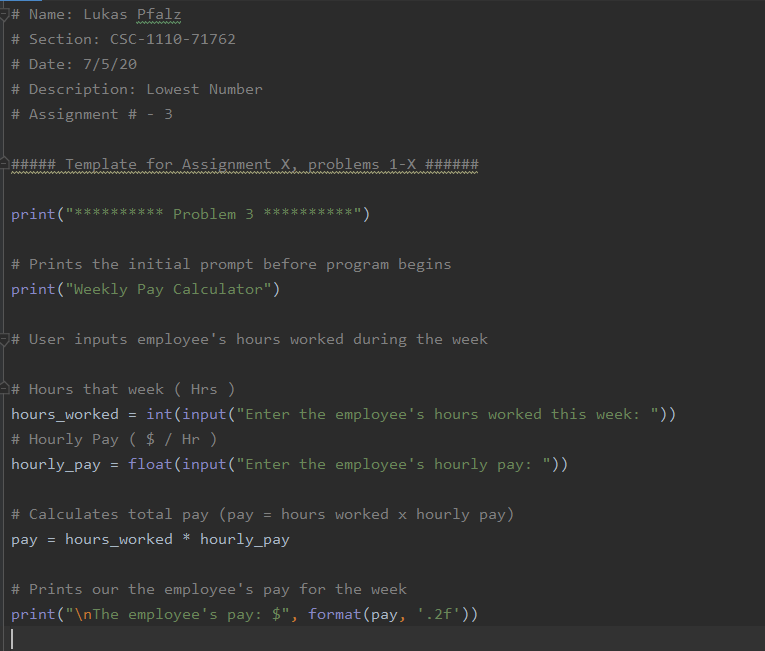 # Name: Lukas Pfalz
# Section: CSC-1110-71762
# Date: 7/5/20
# Description: Lowest Number
# Assignment # - 3
##### Template for Assignment X, problems 1-X ######
print("********** Problem 3 **********")
# Prints the initial prompt before program begins
print("Weekly Pay Calculator")
# User inputs employee's hours worked during the week
# Hours that week ( Hrs )
hours_worked = int(input("Enter the employee's hours worked this week: "))
# Hourly Pay ( $ / Hr )
hourly_pay = float(input("Enter the employee's hourly pay: "))
# Calculates total pay (pay = hours worked x hourly pay)
pay = hours_worked * hourly_pay
# Prints our the employee's pay for the week
print("\nThe employee's pay: $", format(pay, '.2f'))